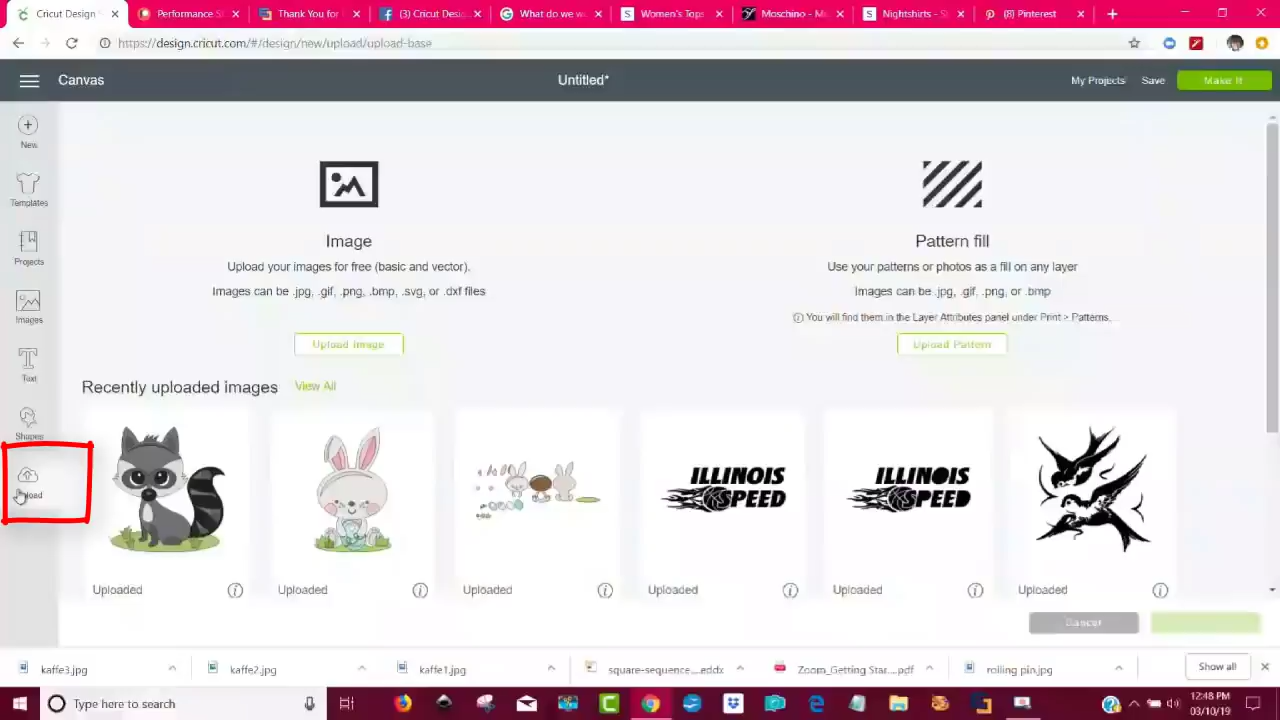 Cricut Design
Performance S
Thank You for
(3) Cricut Desi
What do we w
Women's Tops
Moschino - M
Nightshirts - S
(8) Pinterest
https://design.cricut.com/#/design/new/upload/upload-base
Canvas
Untitled*
My Projects
Save
Make It
New
Templates
Projects
Images
Text
Shapes
Image
Upload your images for free (basic and vector).
Images can be .jpg, .gif, .png, .bmp, .svg, or .dxf files
Upload Image
Pattern fill
Use your patterns or photos as a fill on any layer
Images can be .jpg, .gif, .png, or .bmp
You will find them in the Layer Attributes panel under Print > Patterns.
Upload Pattern
Recently uploaded images
View All
ILLINOIS
SPEED
ILLINOIS
SPEED
Uploaded
Uploaded
Uploaded
Uploaded
Uploaded
Uploaded
Cancel
kaffe3.jpg
kaffe2.jpg
kaffe1.jpg
square-sequence-...eddx
Zoom_Getting Star....pdf
rolling pin.jpg
Show all
Type here to search
12:48 PM
03/10/19